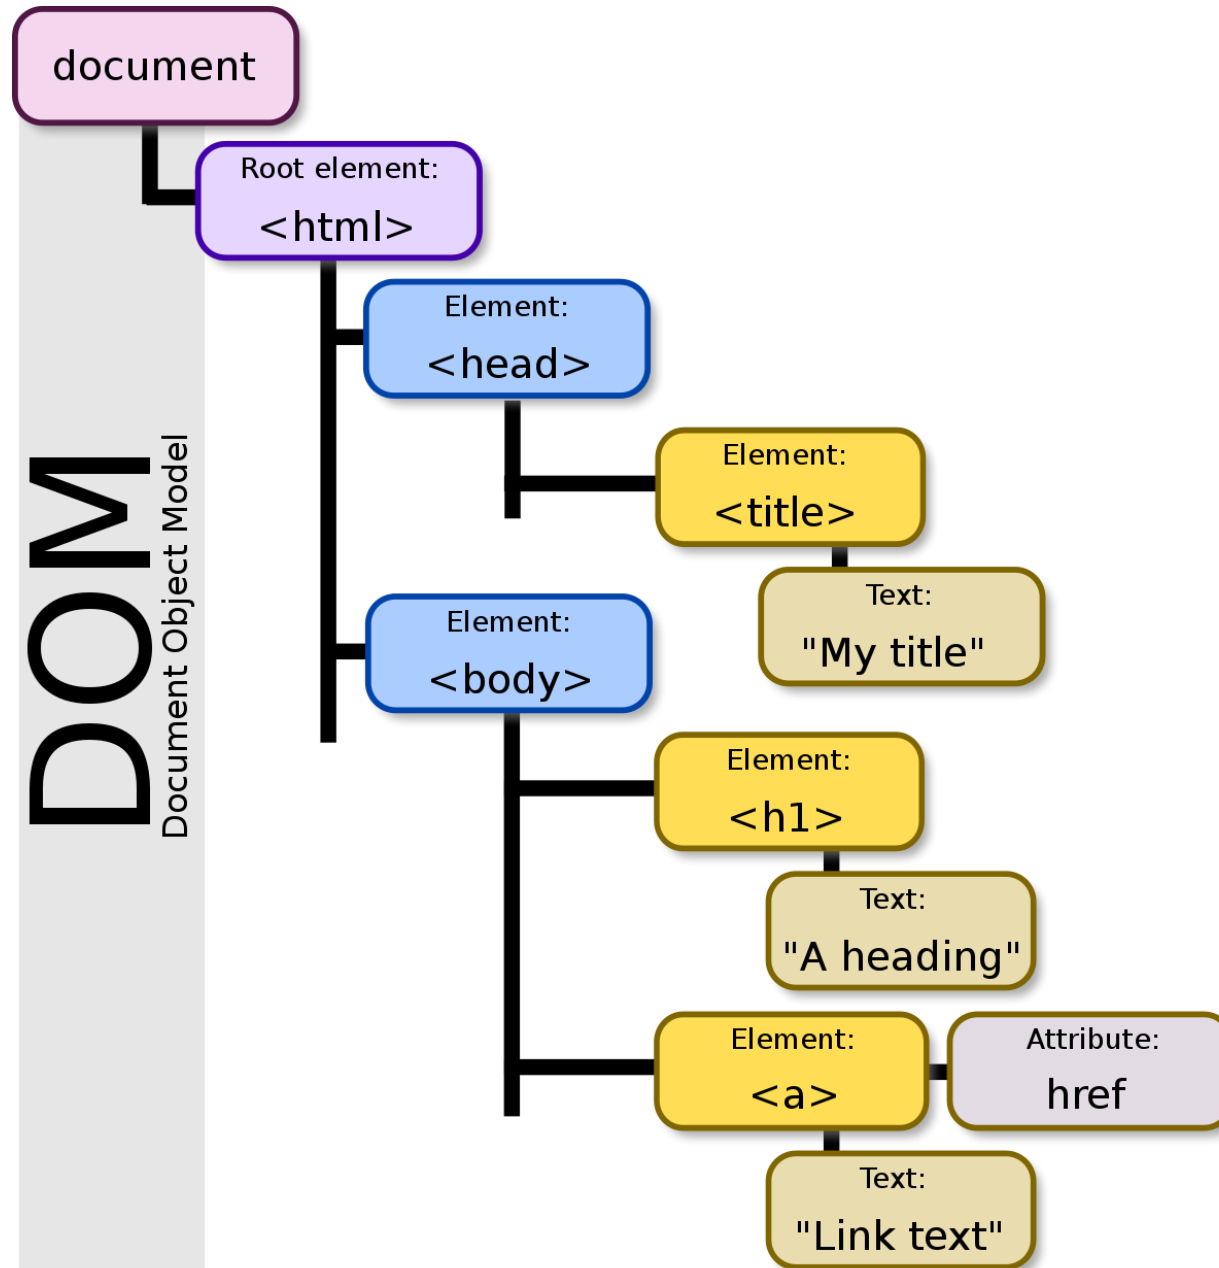 document
Root element:
<html>
Element:
<head>
Element:
<title>
Text:
"My title"
Element:
<body>
Element:
<h1>
Text:
"A heading"
Element:
<a>
Attribute:
href
Text:
"Link text"
DOM
Document Object Model